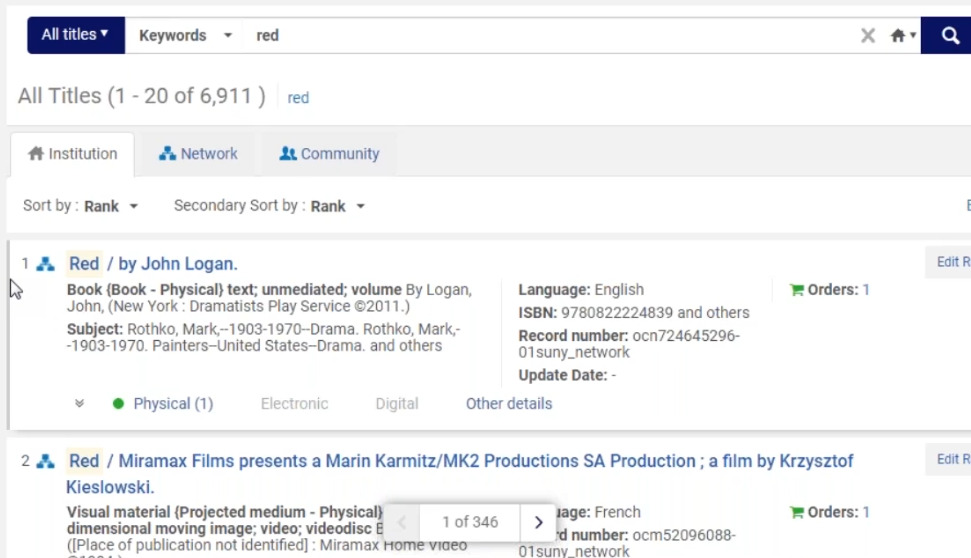 All titles Keywords red
All Titles (1 - 20 of 6,911 ) red
Institution Network Community
Sort by : Rank Secondary Sort by : Rank
1 Red / by John Logan. Edit R
Book {Book - Physical} text; unmediated; volume By Logan,
John, (New York : Dramatists Play Service ©2011.)
Subject: Rothko, Mark,--1903-1970--Drama. Rothko, Mark,-
-1903-1970. Painters--United States--Drama. and others
Language: English
ISBN: 9780822224839 and others
Record number: ocn724645296-
01suny_network
Update Date: -
Orders: 1
Physical (1) Electronic Digital Other details
2 Red / Miramax Films presents a Marin Karmitz/MK2 Productions SA Production ; a film by Krzysztof
Kieslowski.
Edit R
Visual material {Projected medium - Physical}
dimensional moving image; video; videodisc
([Place of publication not identified] : Miramax Home Video
uage: French
rd number: ocm52096088-
01suny_network
Orders: 1
1 of 346